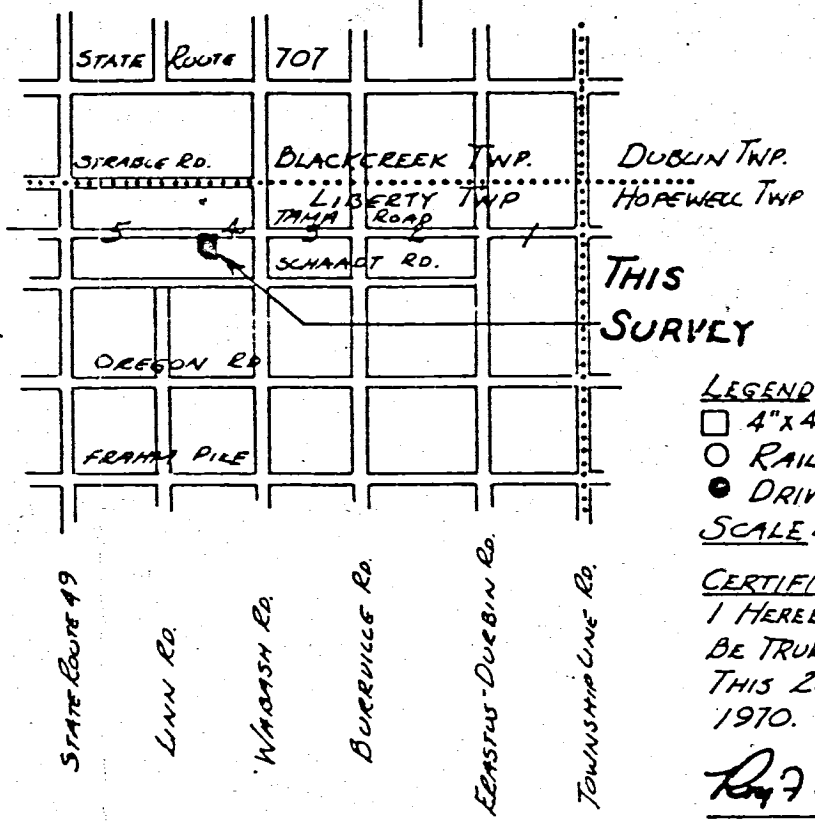 STATE ROUTE 707
STRABLE RD. BLACKCREEK TWP. DUBLIN TWP.
LIBERTY TWP HOPEWELL TWP
TAMA ROAD
5 4 3 2 1
SCHAADT RD.
THIS
SURVEY
OREGON RD
FRAHM PIKE
LEGEND
4"X4
RAIL
DRIV
SCALE
CERTIFI
I HEREB
BE TRUE
THIS 2
1970.
Roy F
STATE ROUTE 49
LINN RD.
WABASH RD.
BURRVILLE RD.
ERASTUS-DURBIN RD.
TOWNSHIP LINE RD.